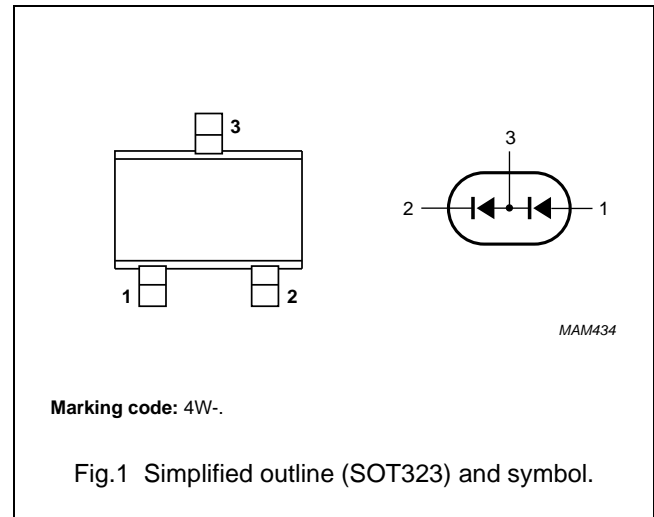 3
1
2
3
2
1
MAM434
Marking code: 4W-.
Fig.1 Simplified outline (SOT323) and symbol.